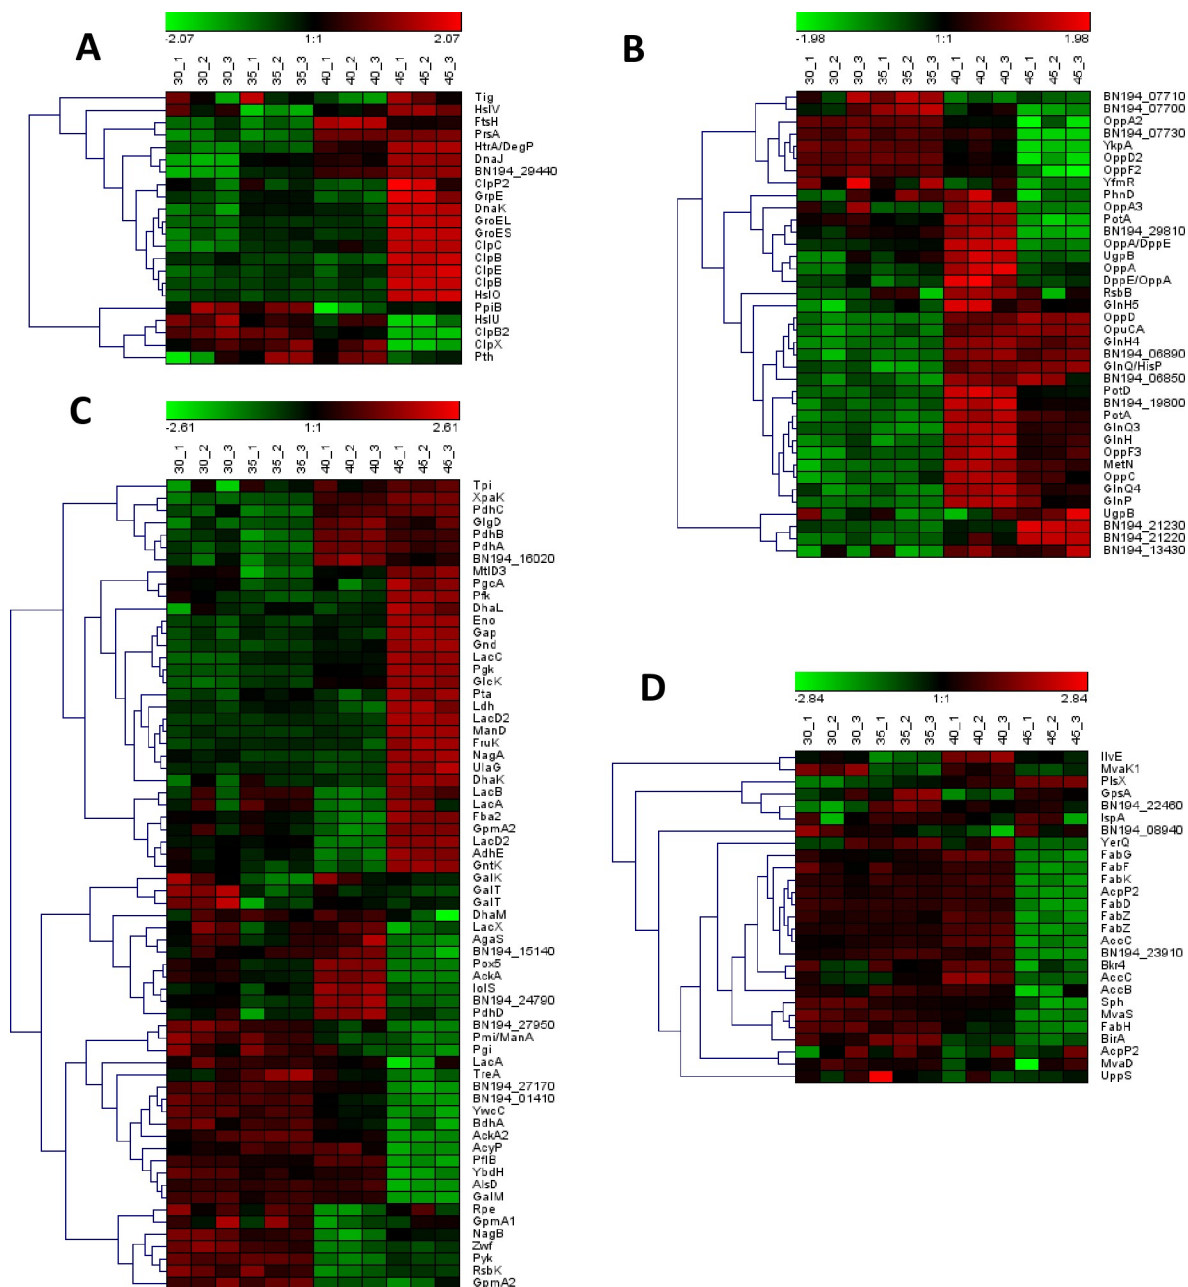 A
-2.07 1:1 2.07
30_1 30_2 30_3 35_1 35_2 35_3 40_1 40_2 40_3 45_1 45_2 45_3
Tig
HslV
FtsH
PrsA
HtrA/DegP
DnaJ
BN194_29440
ClpP2
GrpE
DnaK
GroEL
GroES
ClpC
ClpB
ClpE
ClpB
HslO
PpiB
HslU
ClpB2
ClpX
Pth
B
-1.98 1:1 1.98
30_1 30_2 30_3 35_1 35_2 35_3 40_1 40_2 40_3 45_1 45_2 45_3
BN194_07710
BN194_07700
OppA2
BN194_07730
YkpA
OppD2
OppF2
YfmR
PhnD
OppA3
PotA
BN194_29810
OppA/DppE
UgpB
OppA
DppE/OppA
RsbB
GlnH5
OppD
OpuCA
GlnH4
BN194_06890
GlnQ/HisP
BN194_06850
PotD
BN194_19800
PotA
GlnQ3
GlnH
OppF3
MetN
OppC
GlnQ4
GlnP
UgpB
BN194_21230
BN194_21220
BN194_13430
C
-2.61 1:1 2.61
30_1 30_2 30_3 35_1 35_2 35_3 40_1 40_2 40_3 45_1 45_2 45_3
Tpi
XpaK
PdhC
GlgD
PdhB
PdhA
BN194_16020
MtlD3
PgcA
Pfk
DhaL
Eno
Gap
Gnd
LacC
Pgk
GlcK
Pta
Ldh
LacD2
ManD
FruK
NagA
UlaG
DhaK
LacB
LacA
Fba2
GpmA2
LacD2
AdhE
GntK
GalK
GalT
GalT
DhaM
LacX
AgaS
BN194_15140
Pox5
AckA
IolS
BN194_24790
PdhD
BN194_27950
Pmi/ManA
Pgi
LacA
TreA
BN194_27170
BN194_01410
YwcC
BdhA
AckA2
AcyP
PflB
YbdH
AlsD
GalM
Rpe
GpmA1
NagB
Zwf
Pyk
RsbK
GpmA2
D
-2.84 1:1 2.84
30_1 30_2 30_3 35_1 35_2 35_3 40_1 40_2 40_3 45_1 45_2 45_3
IlvE
MvaK1
PlsX
GpsA
BN194_22460
IspA
BN194_08940
YerQ
FabG
FabF
FabK
AcpP2
FabD
FabZ
FabZ
AccC
BN194_23910
Bkr4
AccC
AccB
Sph
MvaS
FabH
BirA
AcpP2
MvaD
UppS